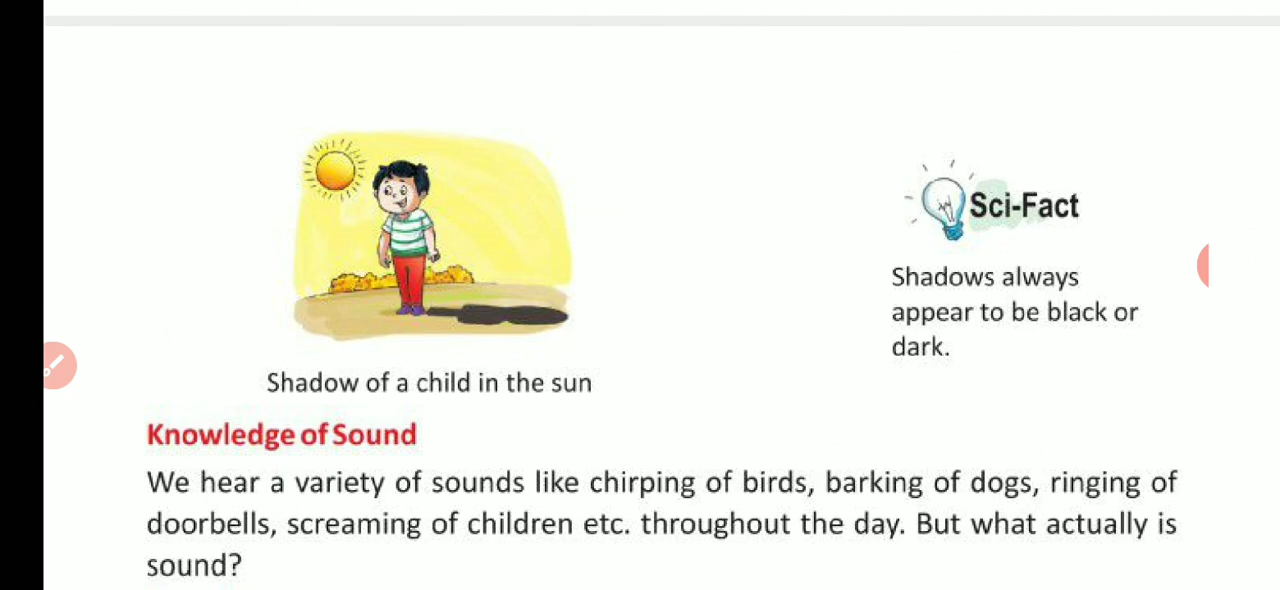 Sci-Fact
Shadows always
appear to be black or
dark.
Shadow of a child in the sun
Knowledge of Sound
We hear a variety of sounds like chirping of birds, barking of dogs, ringing of
doorbells, screaming of children etc. throughout the day. But what actually is
sound?